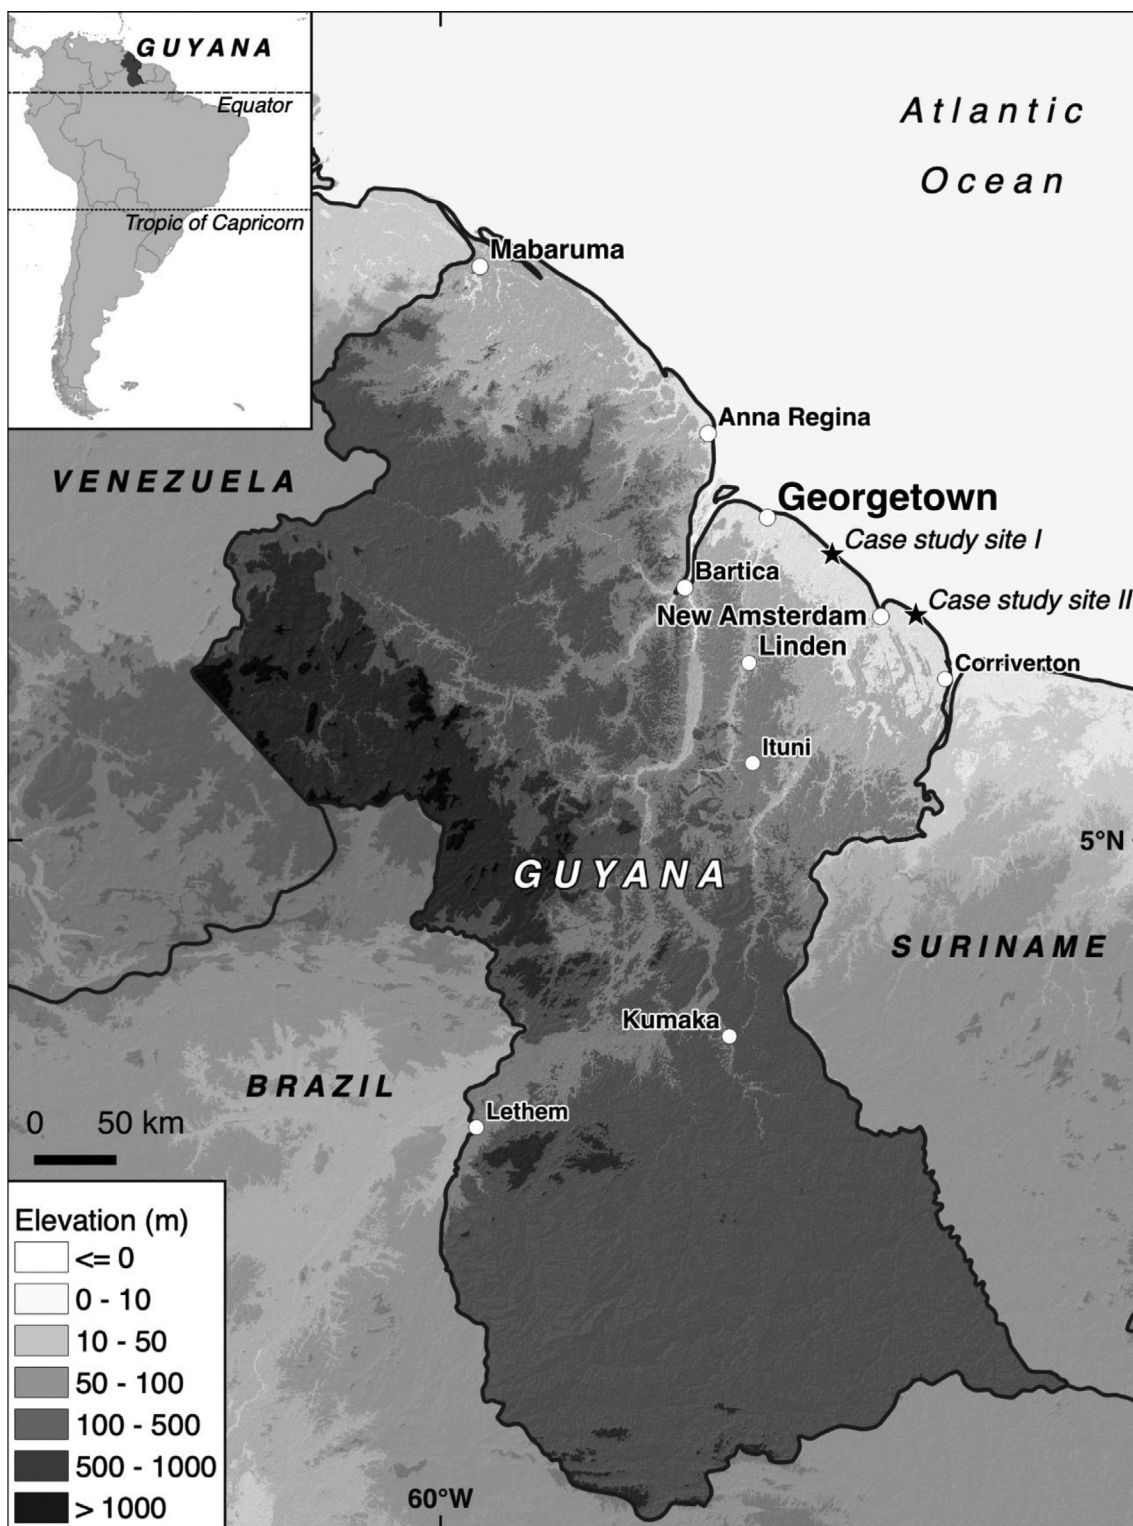 GUYANA
Equator
Tropic of Capricorn
Atlantic
Ocean
Mabaruma
Anna Regina
VENEZUELA
Georgetown
Case study site I
Bartica
Case study site II
New Amsterdam
Linden
Corriverton
Ituni
5°N
GUYANA
SURINAME
Kumaka
BRAZIL
Lethem
0 50 km
Elevation (m)
<= 0
0 - 10
10 - 50
50 - 100
100 - 500
500 - 1000
> 1000
60°W